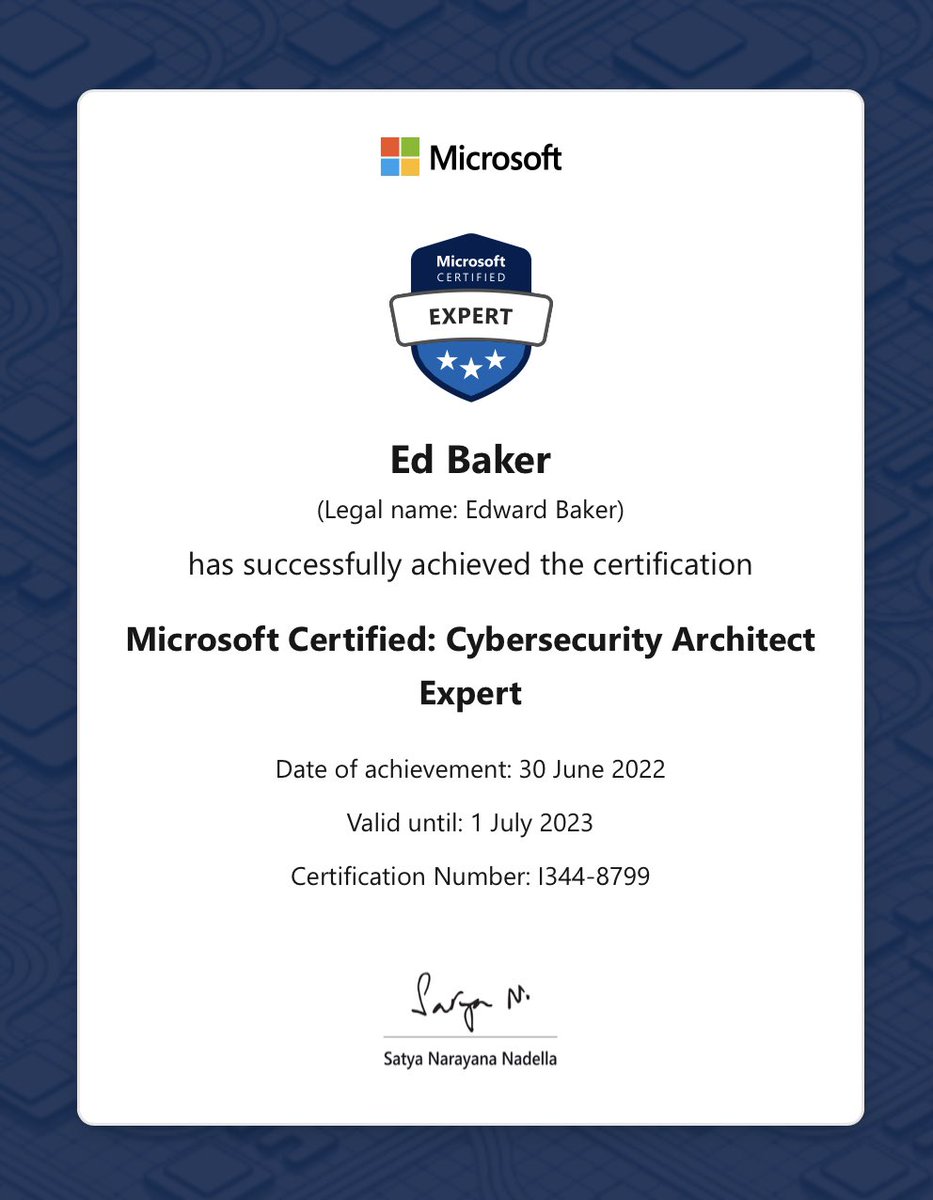 Microsoft
Microsoft
CERTIFIED
EXPERT
Ed Baker
(Legal name: Edward Baker)
has successfully achieved the certification
Microsoft Certified: Cybersecurity Architect
Expert
Date of achievement: 30 June 2022
Valid until: 1 July 2023
Certification Number: I344-8799
Satya N.
Satya Narayana Nadella